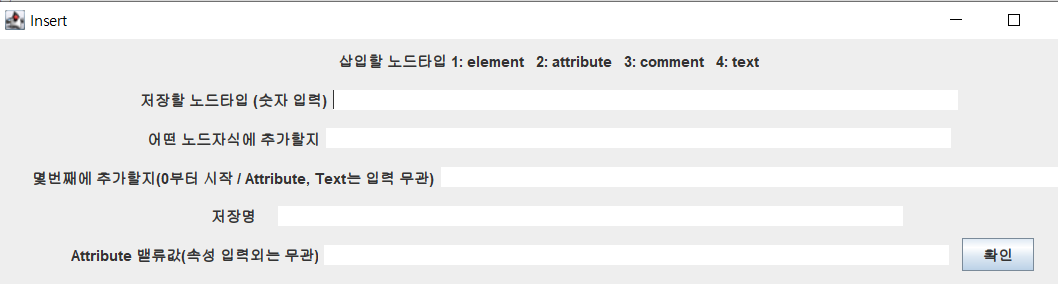 Insert
삽입할 노드타입 1: element 2: attribute 3: comment 4: text
저장할 노드타입 (숫자 입력)
어떤 노드자식에 추가할지
몇번째에 추가할지(0부터 시작 / Attribute, Text는 입력 무관)
저장명
Attribute 밸류값(속성 입력외는 무관)
확인